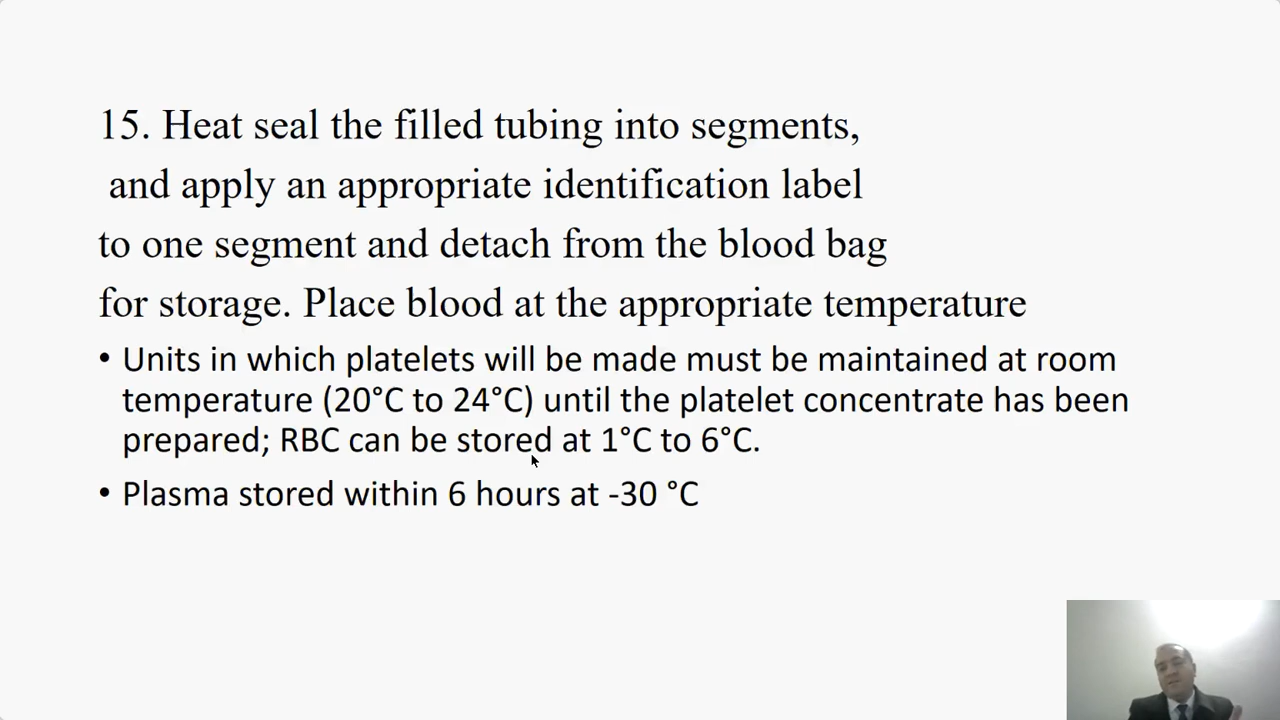 15. Heat seal the filled tubing into segments,
and apply an appropriate identification label
to one segment and detach from the blood bag
for storage. Place blood at the appropriate temperature
• Units in which platelets will be made must be maintained at room
temperature (20°C to 24°C) until the platelet concentrate has been
prepared; RBC can be stored at 1°C to 6°C.
• Plasma stored within 6 hours at -30 °C